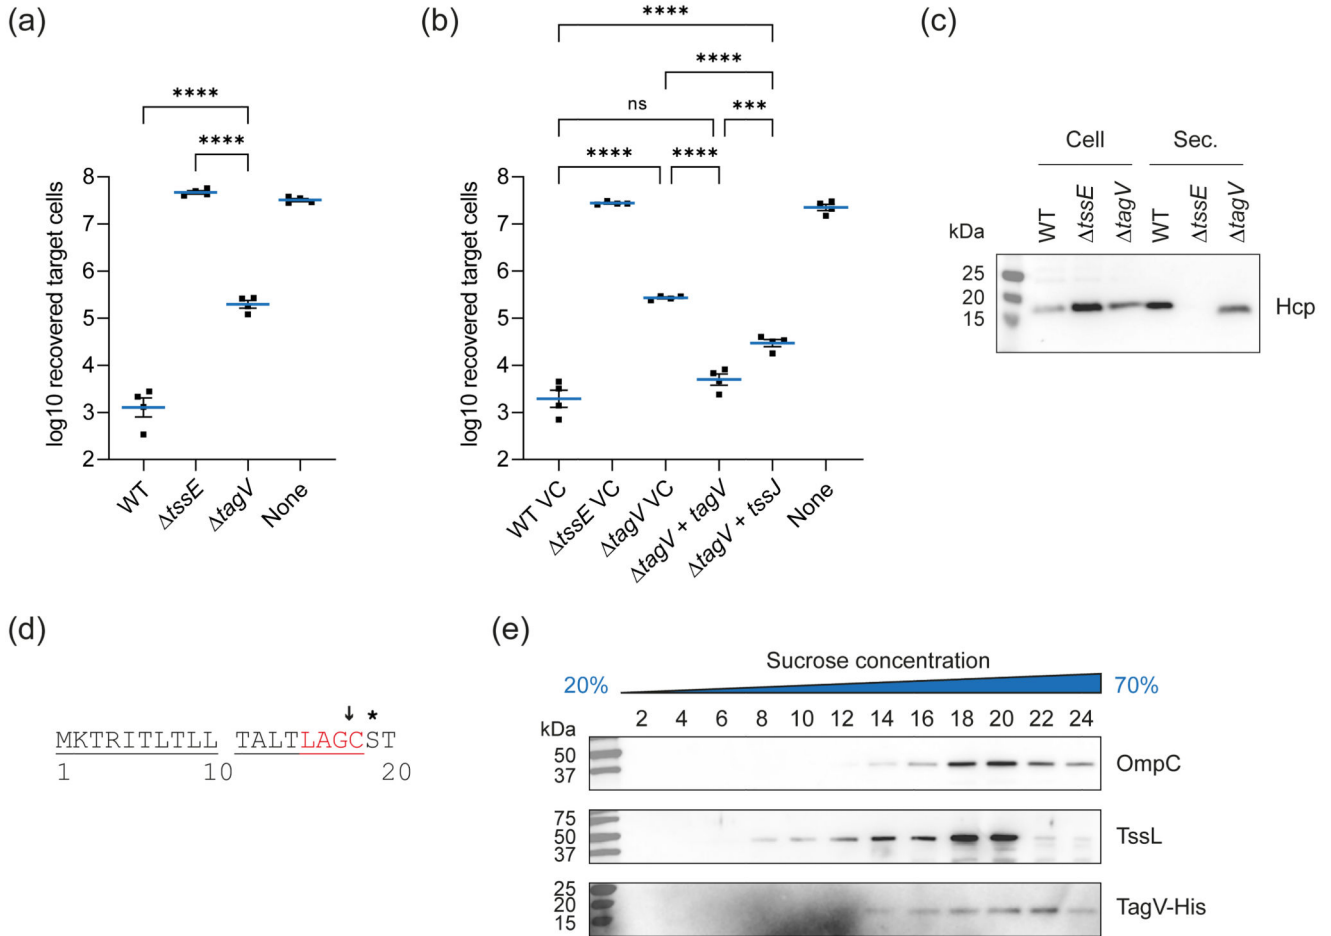 (a)
****
****
log10 recovered target cells
8
7
6
5
4
3
2
WT
ΔtssE
ΔtagV
None
(b)
****
****
ns
***
****
****
log10 recovered target cells
8
7
6
5
4
3
2
WT VC
ΔtssE VC
ΔtagV VC
ΔtagV + tagV
ΔtagV + tssJ
None
(c)
Cell Sec.
kDa WT ΔtssE ΔtagV WT ΔtssE ΔtagV
25
20
15
Hcp
(d)
↓ *
MKTRITLTLL TALTLAGCST
1 10 20
(e)
Sucrose concentration
20% 70%
kDa 2 4 6 8 10 12 14 16 18 20 22 24
50
37
OmpC
75
50
37
TssL
25
20
15
TagV-His